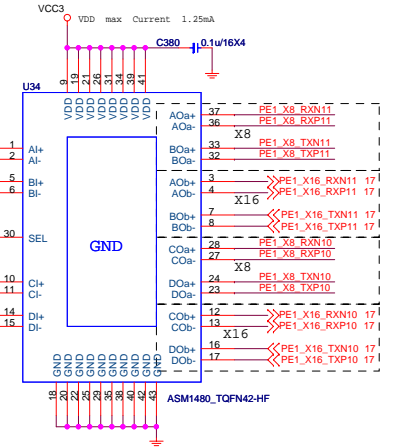 VCC3
VDD max Current 1.25mA
C380 0.1u/16X4
U34
9 19 21 26 31 34 39 41
VDD VDD VDD VDD VDD VDD VDD VDD
AOa+ 37 PE1_X8_RXN11
AOa- 36 PE1_X8_RXP11
X8
1 AI+ BOa+ 33 PE1_X8_TXN11
2 AI- BOa- 32 PE1_X8_TXP11
5 BI+ AOb+ 3 PE1_X16_RXN11 17
6 BI- AOb- 4 PE1_X16_RXP11 17
X16
BOb+ 7 PE1_X16_TXN11 17
BOb- 8 PE1_X16_TXP11 17
30 SEL
GND
COa+ 28 PE1_X8_RXN10
COa- 27 PE1_X8_RXP10
X8
10 CI+ DOa+ 24 PE1_X8_TXN10
11 CI- DOa- 23 PE1_X8_TXP10
14 DI+ COb+ 12 PE1_X16_RXN10 17
15 DI- COb- 13 PE1_X16_RXP10 17
X16
DOb+ 16 PE1_X16_TXN10 17
DOb- 17 PE1_X16_TXP10 17
GND GND GND GND GND GND GND GND GND
18 20 22 25 29 35 38 40 42 43
ASM1480_TQFN42-HF